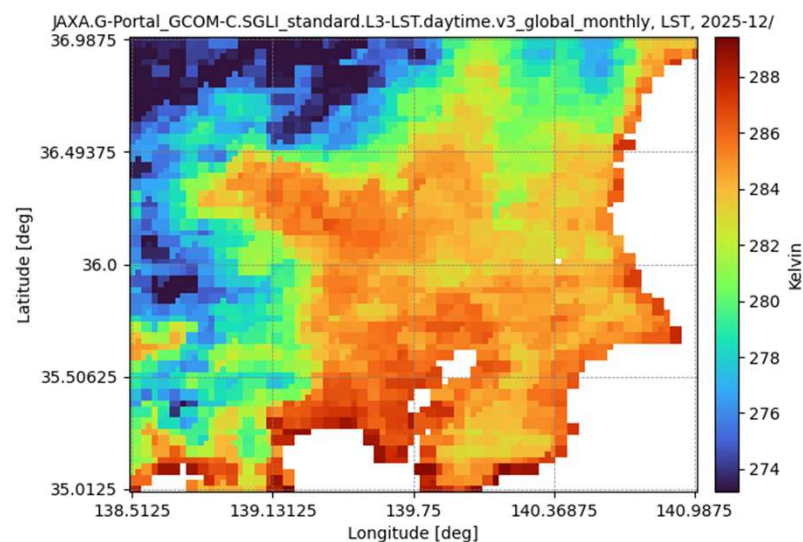 JAXA.G-Portal_GCOM-C.SGLI_standard.L3-LST.daytime.v3_global_monthly, LST, 2025-12/
36.9875
36.49375
36.0
35.50625
35.0125
Latitude [deg]
138.5125 139.13125 139.75 140.36875 140.9875
Longitude [deg]
288
286
284
282
280
278
276
274
Kelvin